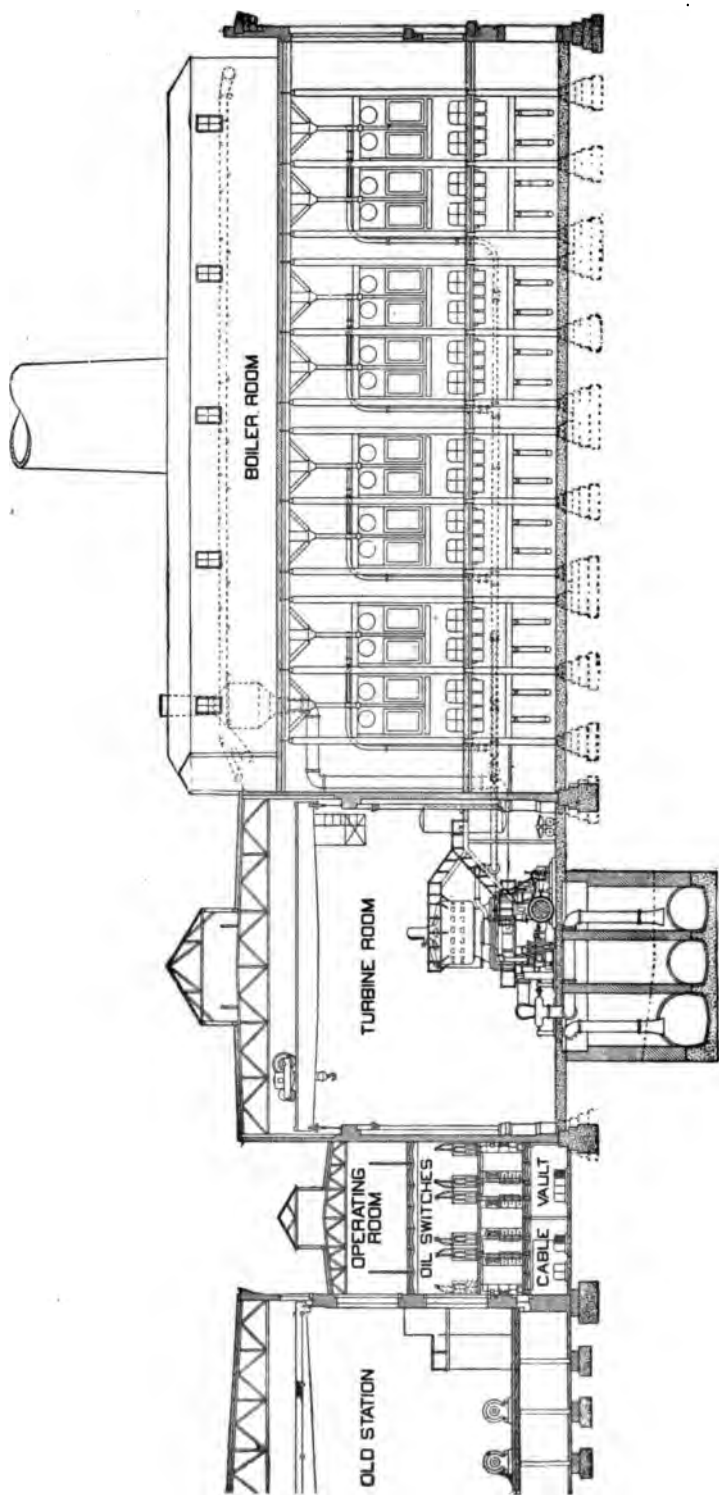 OLD STATION
OPERATING
ROOM
OIL SWITCHES
CABLE VAULT
TURBINE ROOM
BOILER ROOM